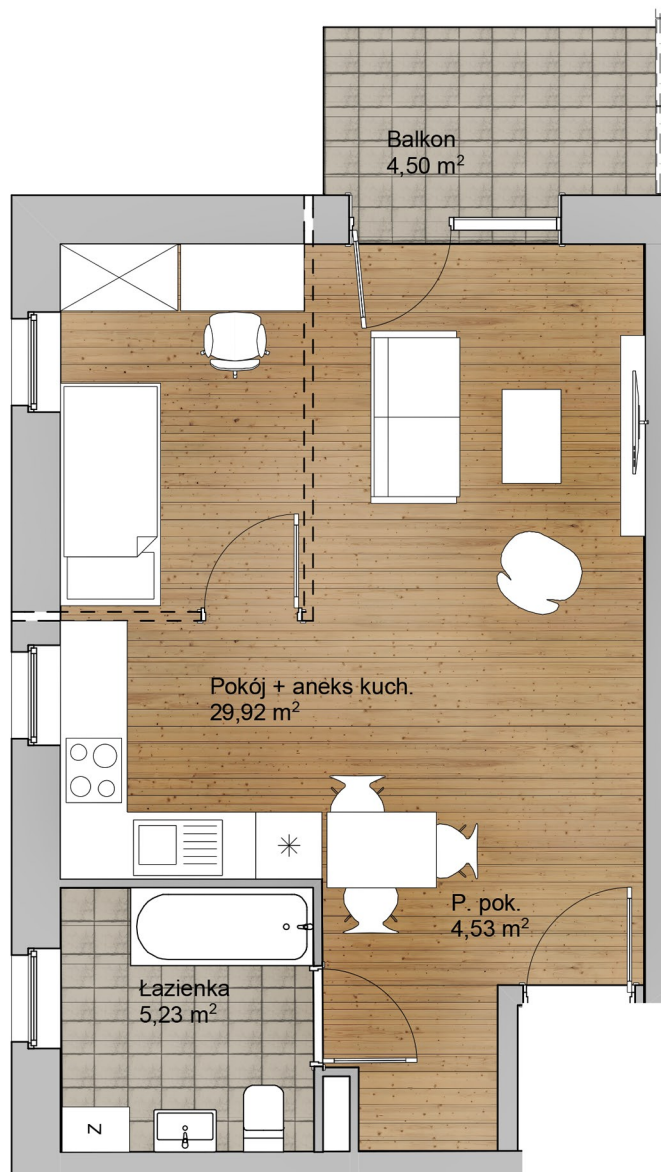 Balkon
4,50 m²
Pokój + aneks kuch.
29,92 m²
P. pok.
4,53 m²
Łazienka
5,23 m²
N